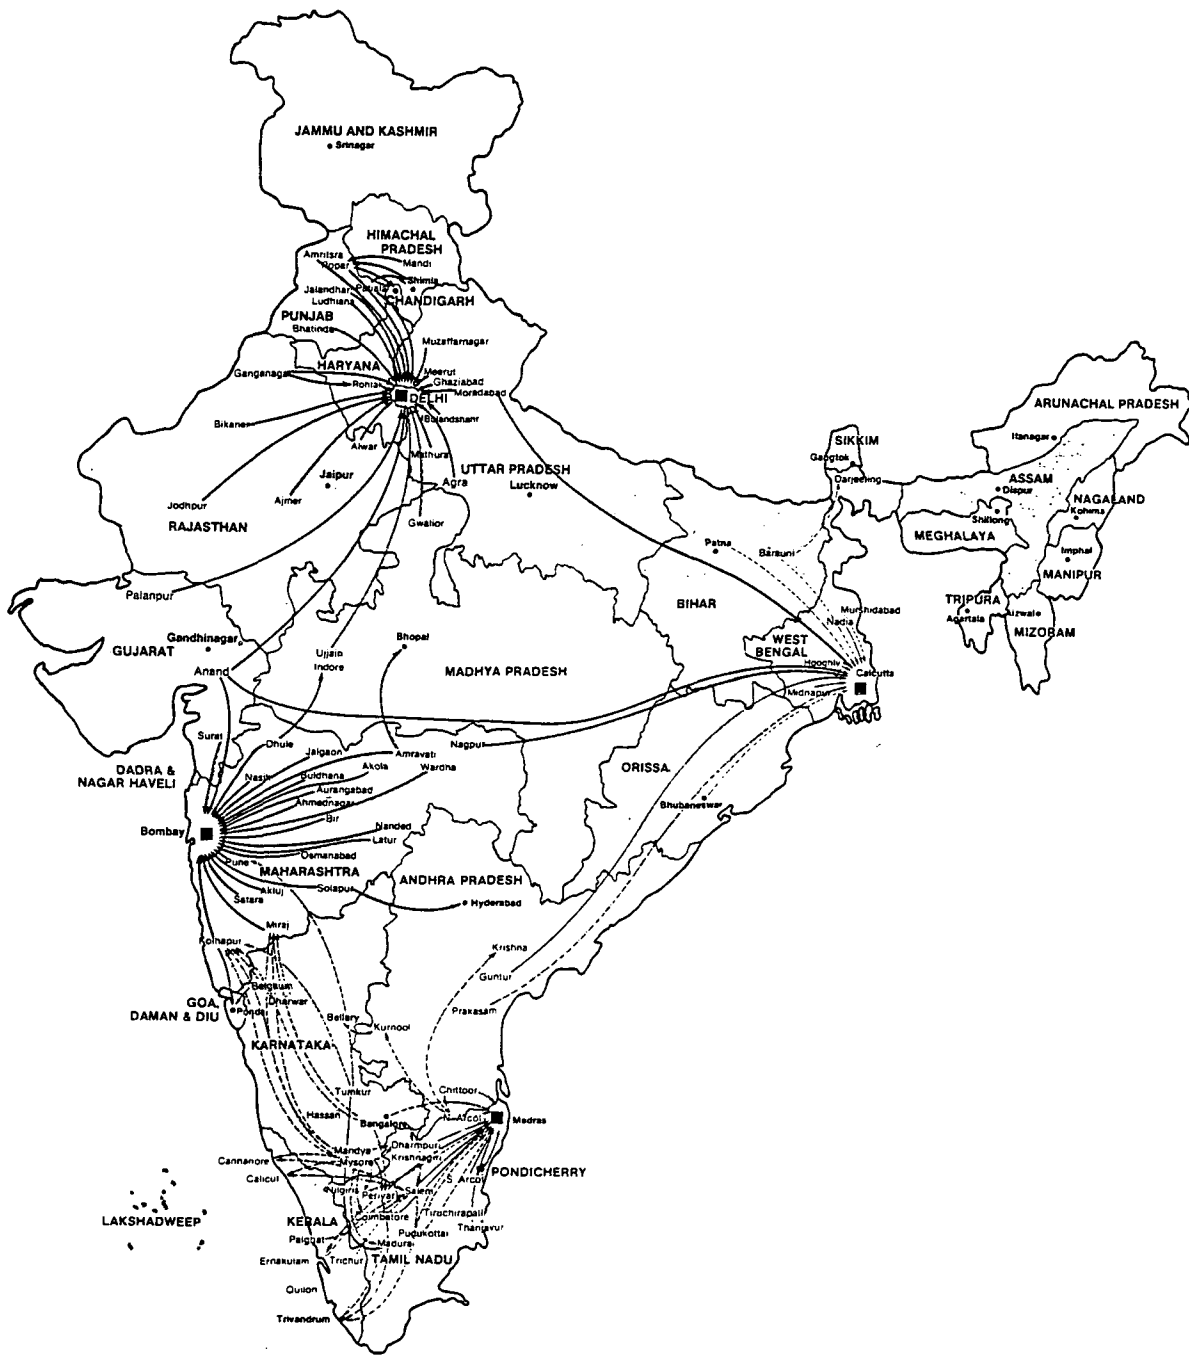 JAMMU AND KASHMIR
Srinagar
HIMACHAL
PRADESH
Amritsra
Ropar
Mandi
Shimla
Jalandhar
Patiala
CHANDIGARH
Ludhiana
PUNJAB
Bhatinda
Muzaffarnagar
HARYANA
Ganganagar
Meerut
Rohtak
Ghaziabad
Moradabad
DELHI
Bulandshahr
Bikaner
Alwar
Mathura
Jaipur
UTTAR PRADESH
Lucknow
Agra
Jodhpur
Ajmer
RAJASTHAN
Gwalior
ARUNACHAL PRADESH
Itanagar
SIKKIM
Gangtok
Darjeeling
ASSAM
Dispur
NAGALAND
Kohima
Shillong
MEGHALAYA
Imphal
MANIPUR
TRIPURA
Agartala
Aizwal
MIZORAM
Patna
Barauni
BIHAR
Murshidabad
Nadia
WEST
BENGAL
Hooghly
Calcutta
Midnapur
Palanpur
Gandhinagar
GUJARAT
Anand
Ujjain
Indore
Bhopal
MADHYA PRADESH
Surat
Dhule
Jalgaon
Amravati
Nagpur
DADRA &
NAGAR HAVELI
Nasik
Buldhana
Akola
Wardha
Aurangabad
Ahmednagar
Bir
ORISSA
Bhubaneswar
Bombay
Nanded
Latur
Osmanabad
Pune
MAHARASHTRA
Akluj
Solapur
Satara
ANDHRA PRADESH
Hyderabad
Miraj
Kolhapur
Krishna
Guntur
Belgaum
Dharwar
GOA,
DAMAN & DIU
Ponda
Prakasam
Bellary
Kurnool
KARNATAKA
Tumkur
Chittoor
Hassan
Bangalore
N. Arcot
Madras
Mandya
Dharmpuri
Cannanore
Mysore
Krishnagiri
Calicut
S. Arcot
PONDICHERRY
Nilgiris
Periyar
Salem
LAKSHADWEEP
KERALA
Coimbatore
Tiruchirapalli
Palghat
Pudukottai
Thanjavur
Madurai
Ernakulam
Trichur
TAMIL NADU
Quilon
Trivandrum